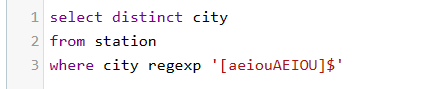 1 select distinct city
2 from station
3 where city regexp '[aeiouAEIOU]$'